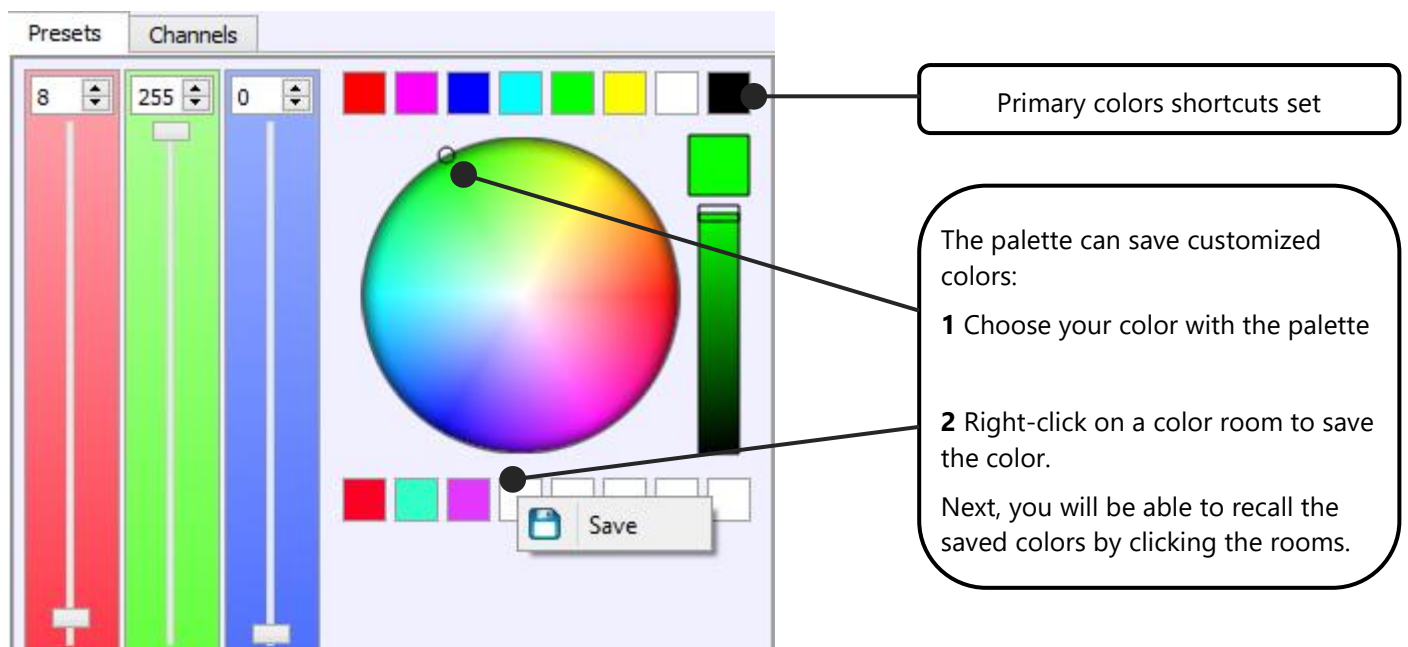 Presets Channels
8 255 0
Primary colors shortcuts set
The palette can save customized
colors:
1 Choose your color with the palette
2 Right-click on a color room to save
the color.
Next, you will be able to recall the
saved colors by clicking the rooms.
Save